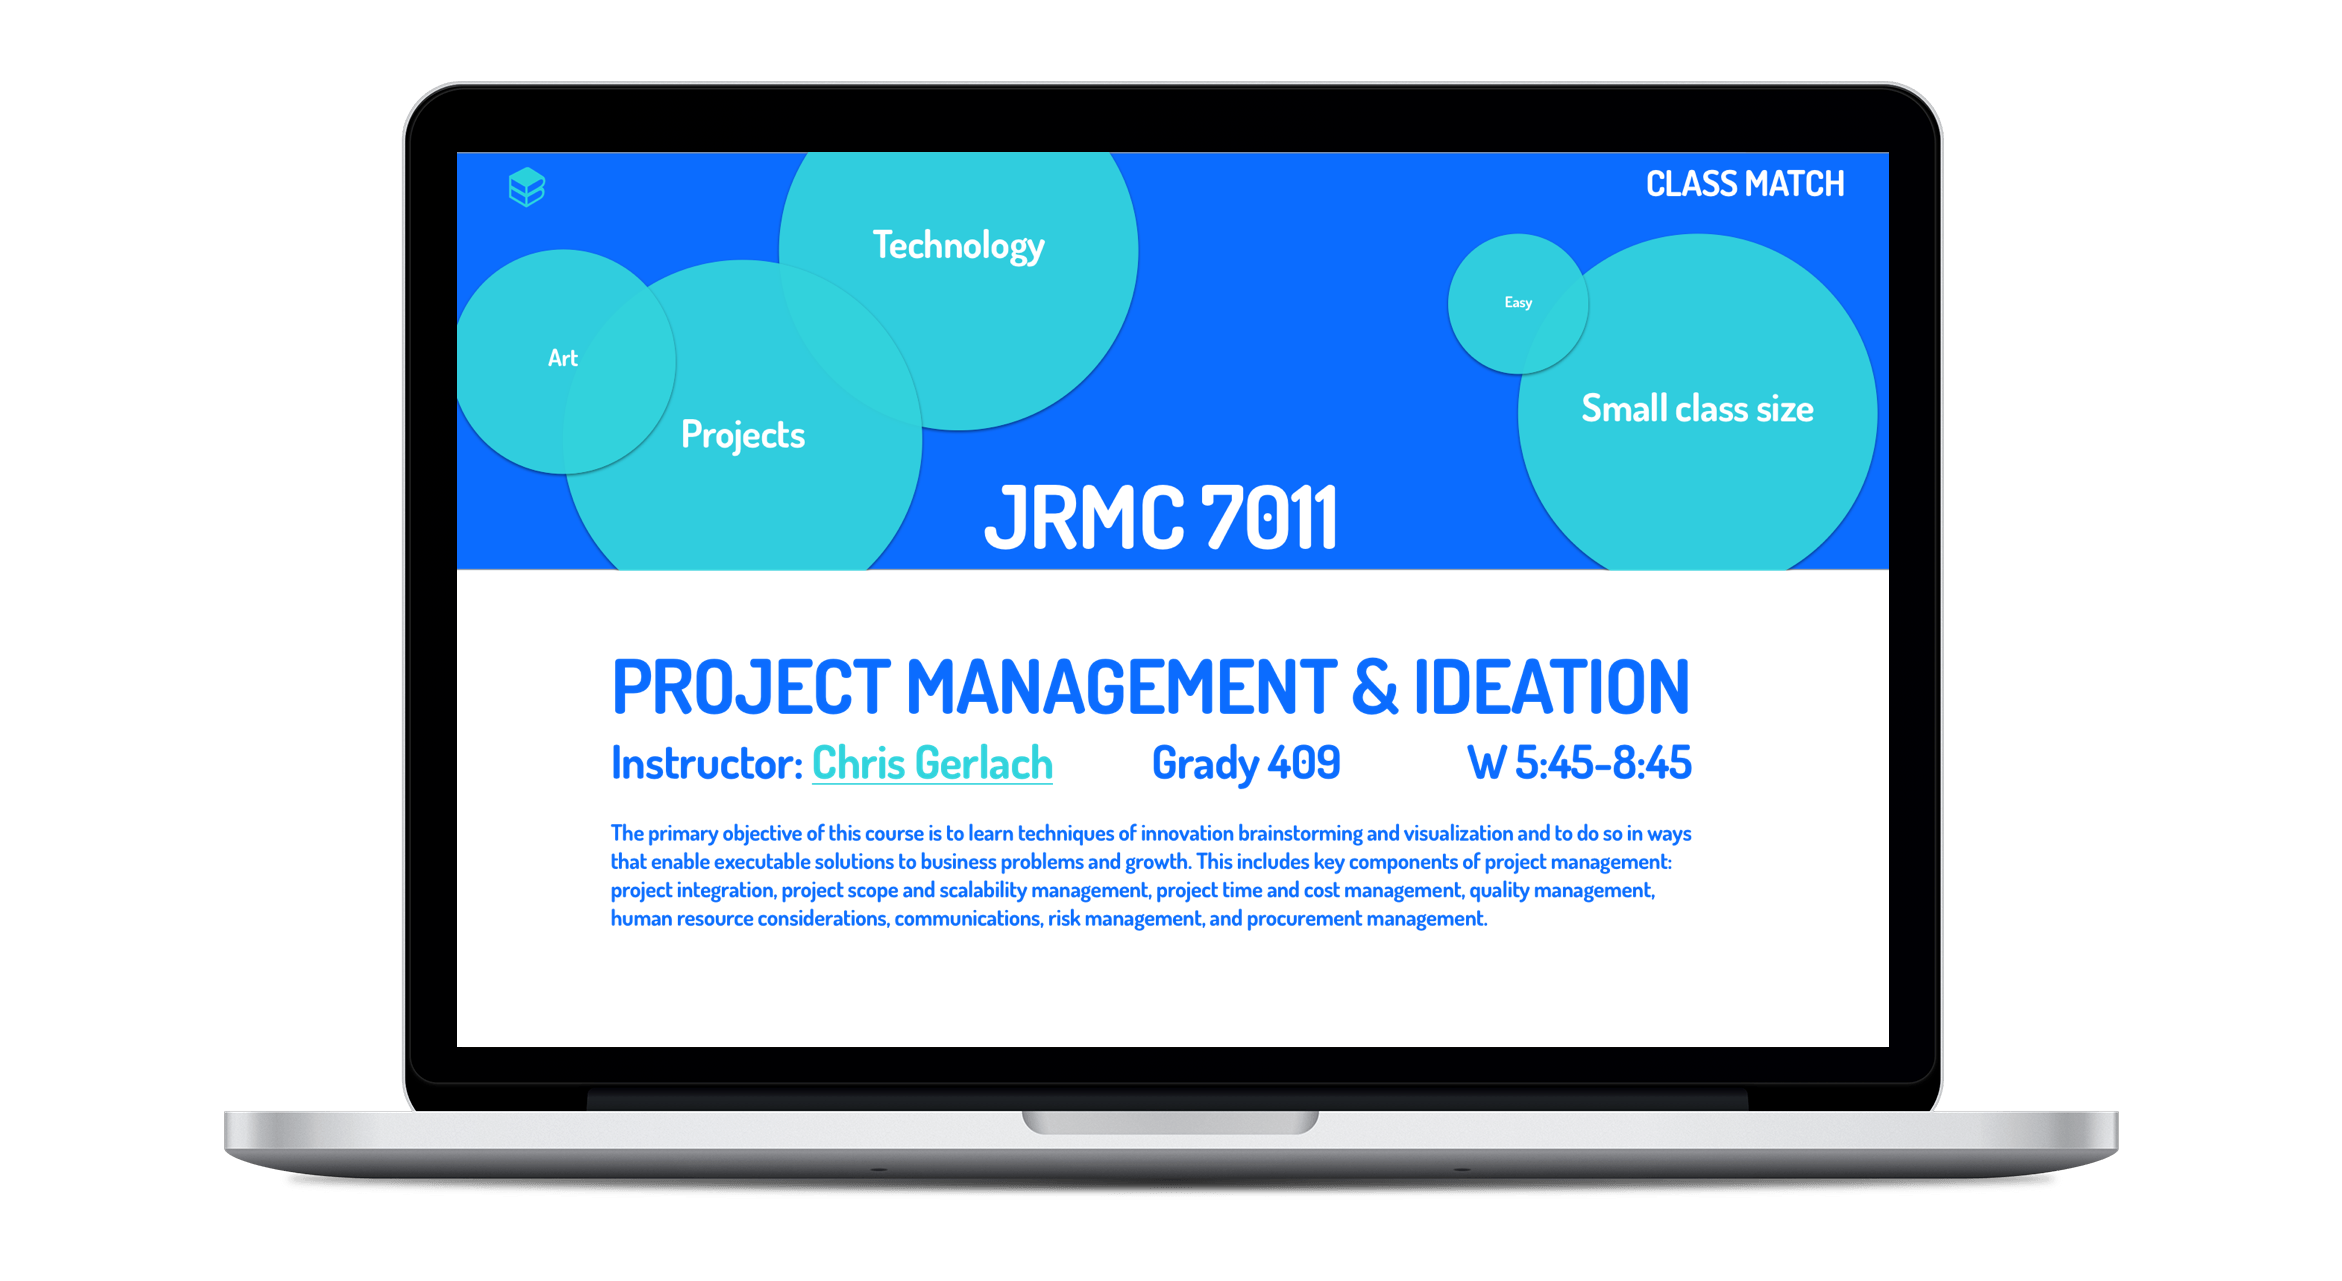 CLASS MATCH
Technology
Easy
Art
Small class size
Projects
JRMC 7011
PROJECT MANAGEMENT & IDEATION
Instructor: Chris Gerlach Grady 409 W 5:45-8:45
The primary objective of this course is to learn techniques of innovation brainstorming and visualization and to do so in ways
that enable executable solutions to business problems and growth. This includes key components of project management:
project integration, project scope and scalability management, project time and cost management, quality management,
human resource considerations, communications, risk management, and procurement management.